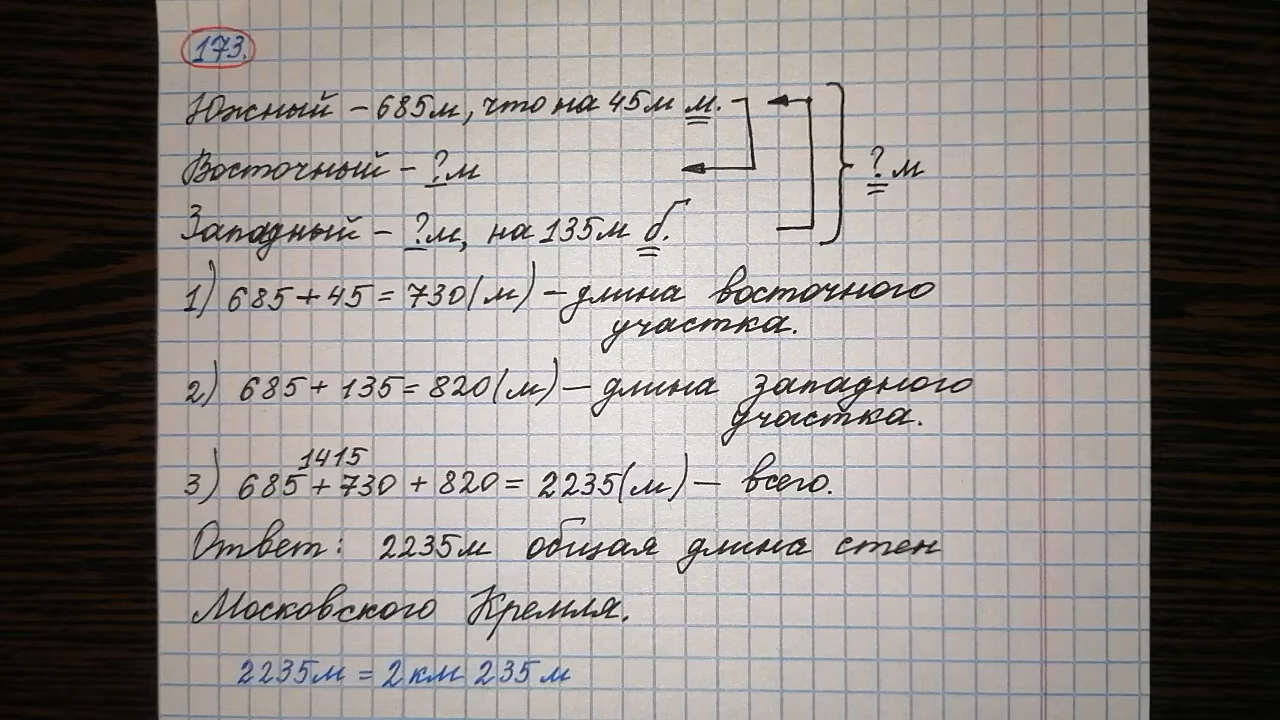 173.
Южный – 685м, что на 45м м.
Восточный – ?м
?м
Западный – ?м, на 135м б.
1) 685 + 45 = 730(м) – длина восточного
участка.
2) 685 + 135 = 820(м) – длина западного
участка.
1415
3) 685 + 730 + 820 = 2235(м) – всего.
Ответ: 2235м общая длина стен
Московского Кремля.
2235м = 2км 235м